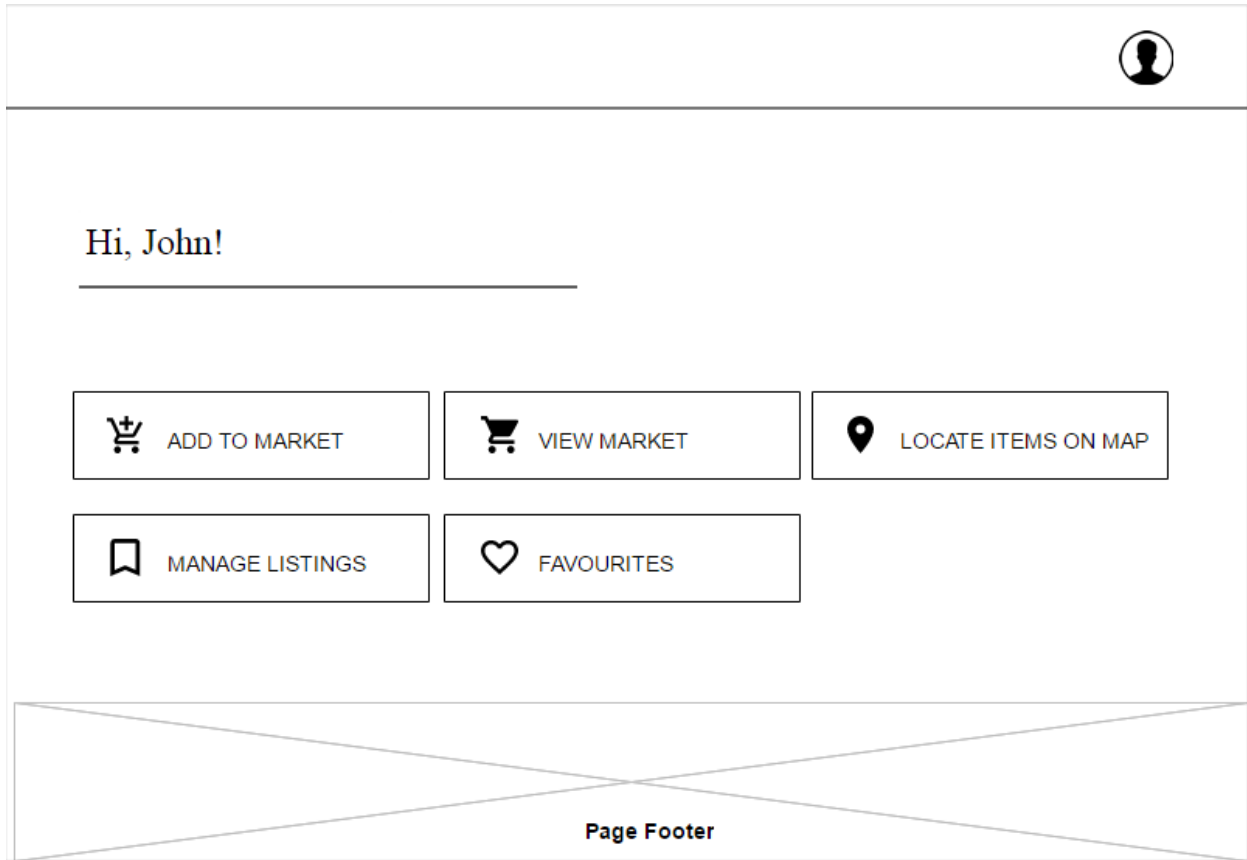 Hi, John!
ADD TO MARKET
VIEW MARKET
LOCATE ITEMS ON MAP
MANAGE LISTINGS
FAVOURITES
Page Footer